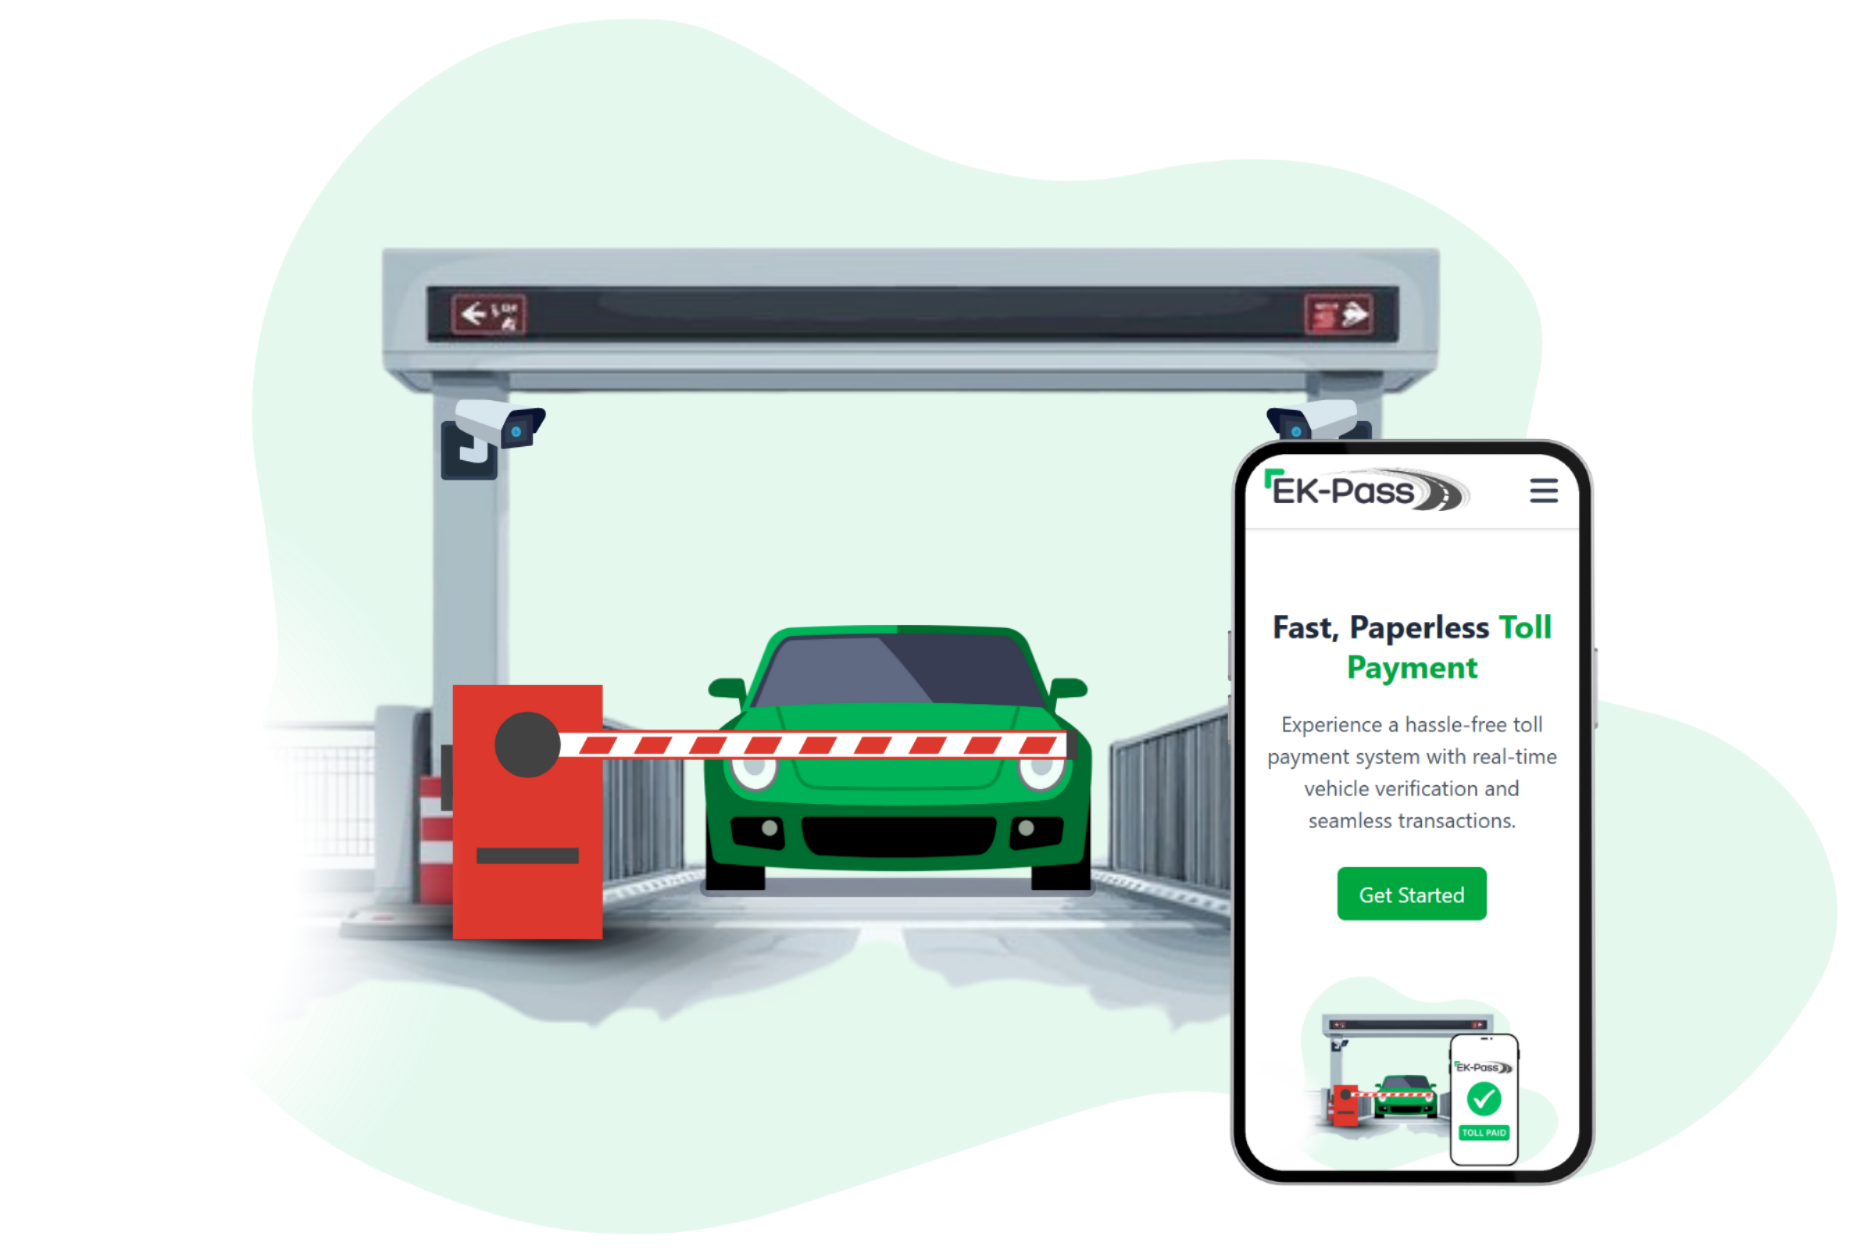 EK-Pass
Fast, Paperless Toll
Payment
Experience a hassle-free toll
payment system with real-time
vehicle verification and
seamless transactions.
Get Started
EK-Pass
TOLL PAID